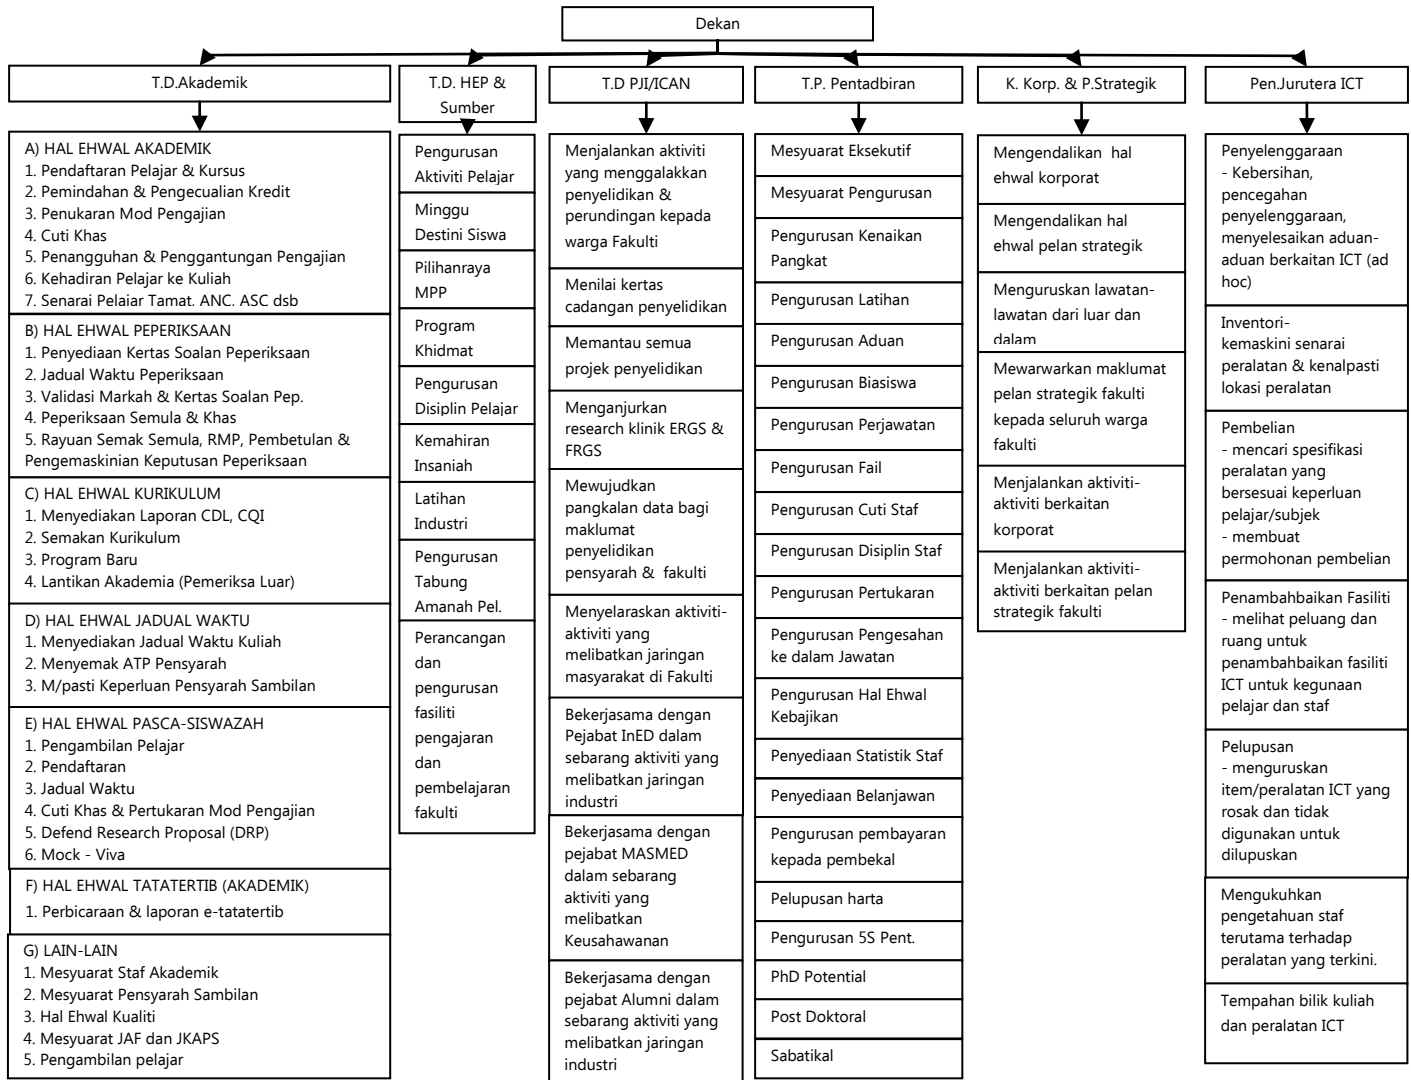 Dekan
T.D.Akademik
A) HAL EHWAL AKADEMIK
1. Pendaftaran Pelajar & Kursus
2. Pemindahan & Pengecualian Kredit
3. Penukaran Mod Pengajian
4. Cuti Khas
5. Penangguhan & Penggantungan Pengajian
6. Kehadiran Pelajar ke Kuliah
7. Senarai Pelajar Tamat. ANC. ASC dsb
B) HAL EHWAL PEPERIKSAAN
1. Penyediaan Kertas Soalan Peperiksaan
2. Jadual Waktu Peperiksaan
3. Validasi Markah & Kertas Soalan Pep.
4. Peperiksaan Semula & Khas
5. Rayuan Semak Semula, RMP, Pembetulan &
Pengemaskinian Keputusan Peperiksaan
C) HAL EHWAL KURIKULUM
1. Menyediakan Laporan CDL, CQI
2. Semakan Kurikulum
3. Program Baru
4. Lantikan Akademia (Pemeriksa Luar)
D) HAL EHWAL JADUAL WAKTU
1. Menyediakan Jadual Waktu Kuliah
2. Menyemak ATP Pensyarah
3. M/pasti Keperluan Pensyarah Sambilan
E) HAL EHWAL PASCA-SISWAZAH
1. Pengambilan Pelajar
2. Pendaftaran
3. Jadual Waktu
4. Cuti Khas & Pertukaran Mod Pengajian
5. Defend Research Proposal (DRP)
6. Mock - Viva
F) HAL EHWAL TATATERTIB (AKADEMIK)
1. Perbicaraan & laporan e-tatatertib
G) LAIN-LAIN
1. Mesyuarat Staf Akademik
2. Mesyuarat Pensyarah Sambilan
3. Hal Ehwal Kualiti
4. Mesyuarat JAF dan JKAPS
5. Pengambilan pelajar
T.D. HEP &
Sumber
Pengurusan
Aktiviti Pelajar
Minggu
Destini Siswa
Pilihanraya
MPP
Program
Khidmat
Pengurusan
Disiplin Pelajar
Kemahiran
Insaniah
Latihan
Industri
Pengurusan
Tabung
Amanah Pel.
Perancangan
dan
pengurusan
fasiliti
pengajaran
dan
pembelajaran
fakulti
T.D PJI/ICAN
Menjalankan aktiviti
yang menggalakkan
penyelidikan &
perundingan kepada
warga Fakulti
Menilai kertas
cadangan penyelidikan
Memantau semua
projek penyelidikan
Menganjurkan
research klinik ERGS &
FRGS
Mewujudkan
pangkalan data bagi
maklumat
penyelidikan
pensyarah & fakulti
Menyelaraskan aktiviti-
aktiviti yang
melibatkan jaringan
masyarakat di Fakulti
Bekerjasama dengan
Pejabat InED dalam
sebarang aktiviti yang
melibatkan jaringan
industri
Bekerjasama dengan
pejabat MASMED
dalam sebarang
aktiviti yang
melibatkan
Keusahawanan
Bekerjasama dengan
pejabat Alumni dalam
sebarang aktiviti yang
melibatkan jaringan
industri
T.P. Pentadbiran
Mesyuarat Eksekutif
Mesyuarat Pengurusan
Pengurusan Kenaikan
Pangkat
Pengurusan Latihan
Pengurusan Aduan
Pengurusan Biasiswa
Pengurusan Perjawatan
Pengurusan Fail
Pengurusan Cuti Staf
Pengurusan Disiplin Staf
Pengurusan Pertukaran
Pengurusan Pengesahan
ke dalam Jawatan
Pengurusan Hal Ehwal
Kebajikan
Penyediaan Statistik Staf
Penyediaan Belanjawan
Pengurusan pembayaran
kepada pembekal
Pelupusan harta
Pengurusan 5S Pent.
PhD Potential
Post Doktoral
Sabatikal
K. Korp. & P.Strategik
Mengendalikan hal
ehwal korporat
Mengendalikan hal
ehwal pelan strategik
Menguruskan lawatan-
lawatan dari luar dan
dalam
Mewarwarkan maklumat
pelan strategik fakulti
kepada seluruh warga
fakulti
Menjalankan aktiviti-
aktiviti berkaitan
korporat
Menjalankan aktiviti-
aktiviti berkaitan pelan
strategik fakulti
Pen.Jurutera ICT
Penyelenggaraan
- Kebersihan,
pencegahan
penyelenggaraan,
menyelesaikan aduan-
aduan berkaitan ICT (ad
hoc)
Inventori-
kemaskini senarai
peralatan & kenalpasti
lokasi peralatan
Pembelian
- mencari spesifikasi
peralatan yang
bersesuai keperluan
pelajar/subjek
- membuat
permohonan pembelian
Penambahbaikan Fasiliti
- melihat peluang dan
ruang untuk
penambahbaikan fasiliti
ICT untuk kegunaan
pelajar dan staf
Pelupusan
- menguruskan
item/peralatan ICT yang
rosak dan tidak
digunakan untuk
dilupuskan
Mengukuhkan
pengetahuan staf
terutama terhadap
peralatan yang terkini.
Tempahan bilik kuliah
dan peralatan ICT